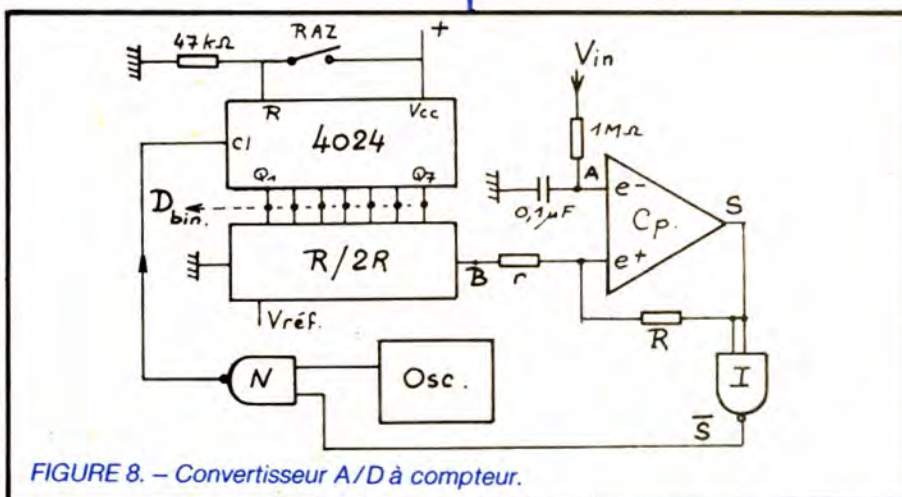 47kΩ
RAZ
+
Vin
R
Vcc
1MΩ
Cl
4024
A
e-
S
Q1
Q7
0,1µF
Cp.
D bin.
R/2R
B
r
e+
Vréf.
R
N
Osc.
I
S̅
FIGURE 8. – Convertisseur A/D à compteur.